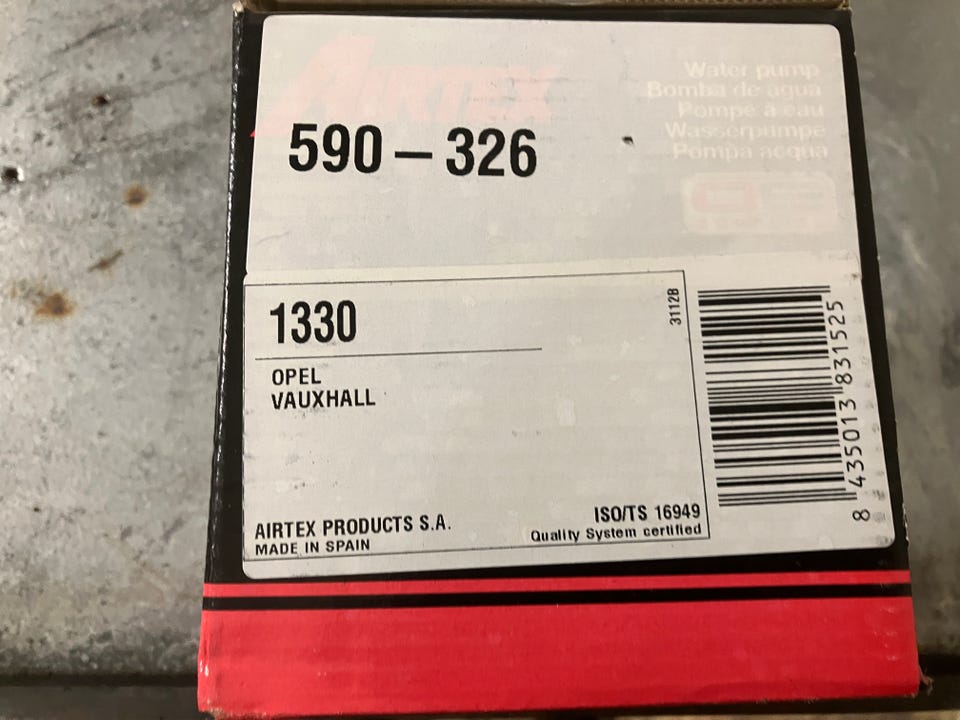 AIRTEX
Water pump
Bomba de agua
Pompe à eau
Wasserpumpe
Pompa acqua
590 – 326
1330
3112B
OPEL
VAUXHALL
8 435013 831525
AIRTEX PRODUCTS S.A.
MADE IN SPAIN
ISO/TS 16949
Quality System certified